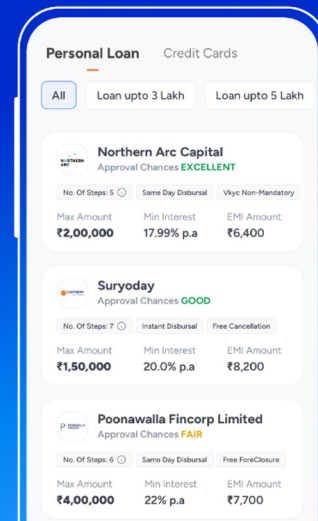 Personal Loan Credit Cards
All Loan upto 3 Lakh Loan upto 5 Lakh
NORTHERN ARC
Northern Arc Capital
Approval Chances EXCELLENT
No. Of Steps: 5 Same Day Disbursal Vkyc Non-Mandatory
Max Amount Min Interest EMI Amount
₹2,00,000 17.99% p.a ₹6,400
Suryoday
Approval Chances GOOD
No. Of Steps: 7 Instant Disbursal Free Cancellation
Max Amount Min Interest EMI Amount
₹1,50,000 20.0% p.a ₹8,200
Poonawalla Fincorp Limited
Approval Chances FAIR
No. Of Steps: 6 Same Day Disbursal Free ForeClosure
Max Amount Min Interest EMI Amount
₹4,00,000 22% p.a ₹7,700